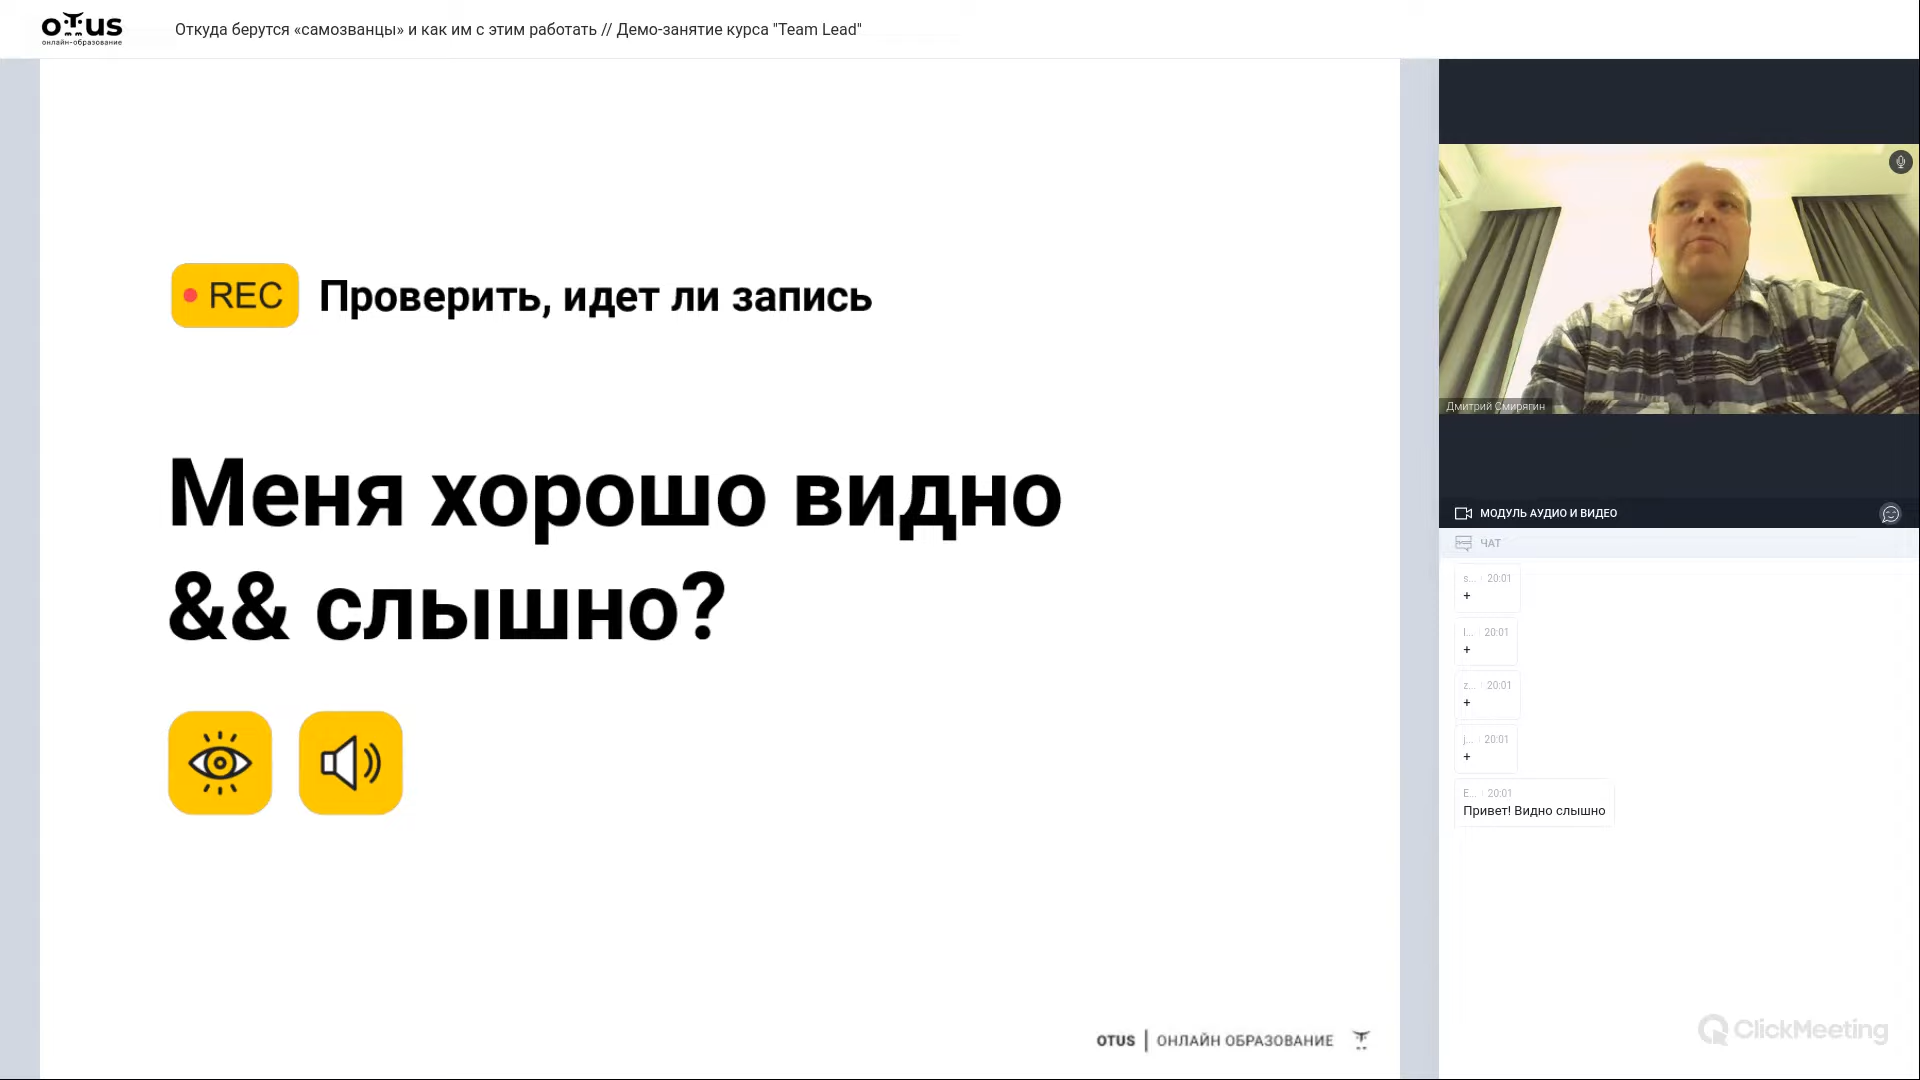 OTUS
онлайн-образование
Откуда берутся «самозванцы» и как им с этим работать // Демо-занятие курса "Team Lead"
REC
Проверить, идет ли запись
Меня хорошо видно
&& слышно?
OTUS | ОНЛАЙН ОБРАЗОВАНИЕ
Дмитрий Смирягин
МОДУЛЬ АУДИО И ВИДЕО
ЧАТ
s... 20:01
+
l... 20:01
+
z... 20:01
+
j... 20:01
+
E... 20:01
Привет! Видно слышно
ClickMeeting